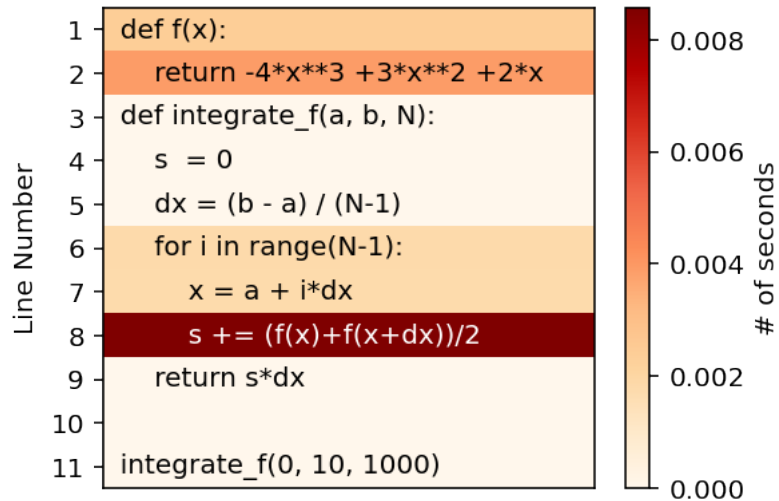 1 def f(x):
2     return -4*x**3 +3*x**2 +2*x
3 def integrate_f(a, b, N):
4     s  = 0
5     dx = (b - a) / (N-1)
6     for i in range(N-1):
7         x = a + i*dx
8         s += (f(x)+f(x+dx))/2
9     return s*dx
10
11 integrate_f(0, 10, 1000)
Line Number
0.008
0.006
0.004
0.002
0.000
# of seconds